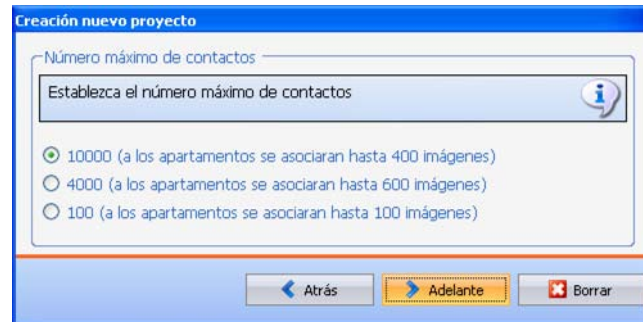 Creación nuevo proyecto
Número máximo de contactos
Establezca el número máximo de contactos
10000 (a los apartamentos se asociaran hasta 400 imágenes)
4000 (a los apartamentos se asociaran hasta 600 imágenes)
100 (a los apartamentos se asociaran hasta 100 imágenes)
Atrás Adelante Borrar